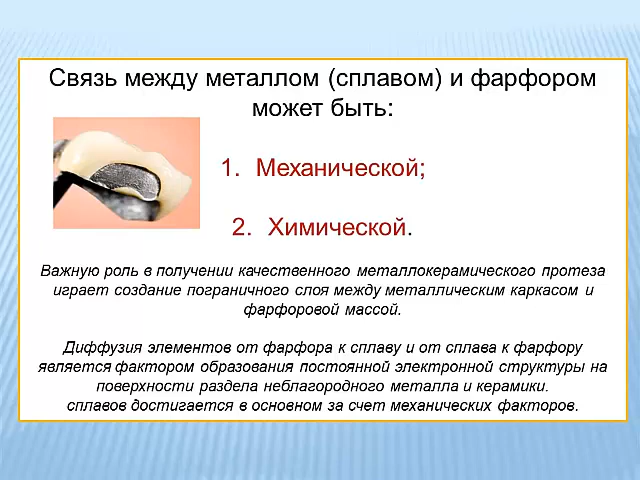 Связь между металлом (сплавом) и фарфором
может быть:
1. Механической;
2. Химической.
Важную роль в получении качественного металлокерамического протеза
играет создание пограничного слоя между металлическим каркасом и
фарфоровой массой.
Диффузия элементов от фарфора к сплаву и от сплава к фарфору
является фактором образования постоянной электронной структуры на
поверхности раздела неблагородного металла и керамики.
сплавов достигается в основном за счет механических факторов.